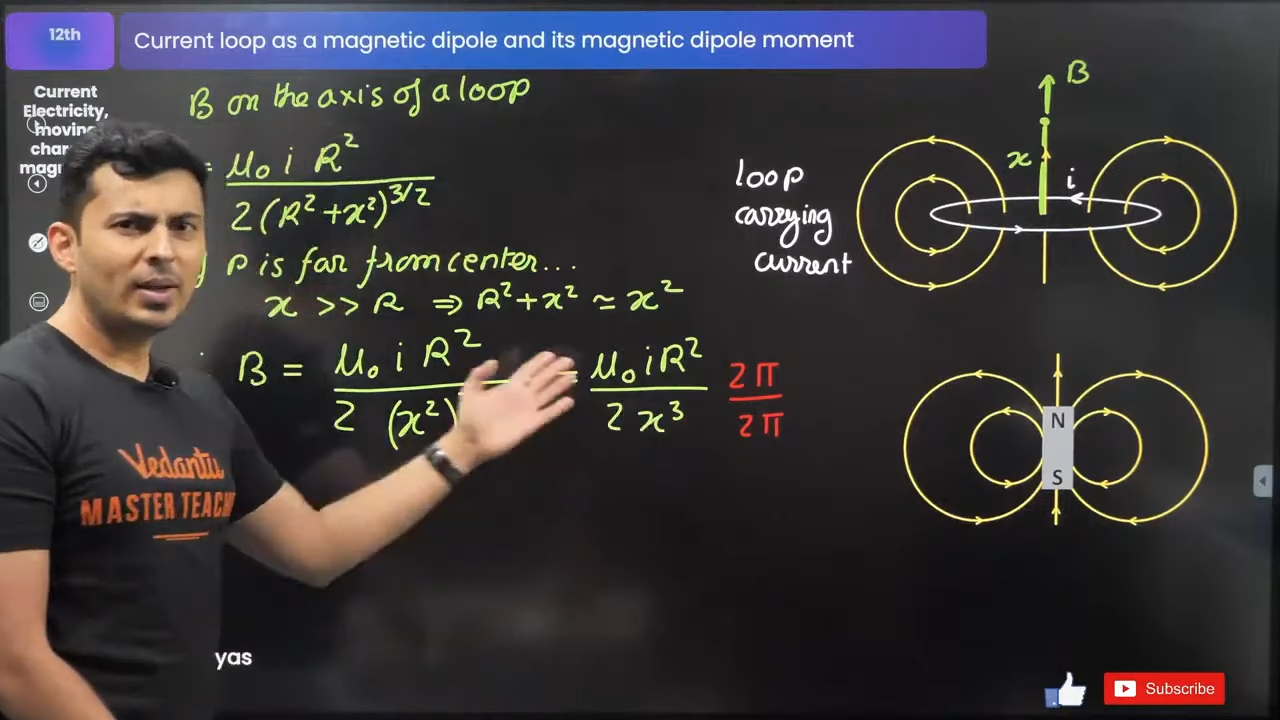 12th
Current loop as a magnetic dipole and its magnetic dipole moment
Current
Electricity,
moving
magn
B on the axis of a loop
= μ₀ i R² / 2 (R² + x²)^3/2
P is far from center...
x >> R ⇒ R² + x² ≃ x²
B = μ₀ i R² / 2 (x²) = μ₀ i R² / 2 x³ 2π / 2π
loop
carrying
current
B
x
i
N
S
Vedantu
MASTER TEACH
yas
Subscribe